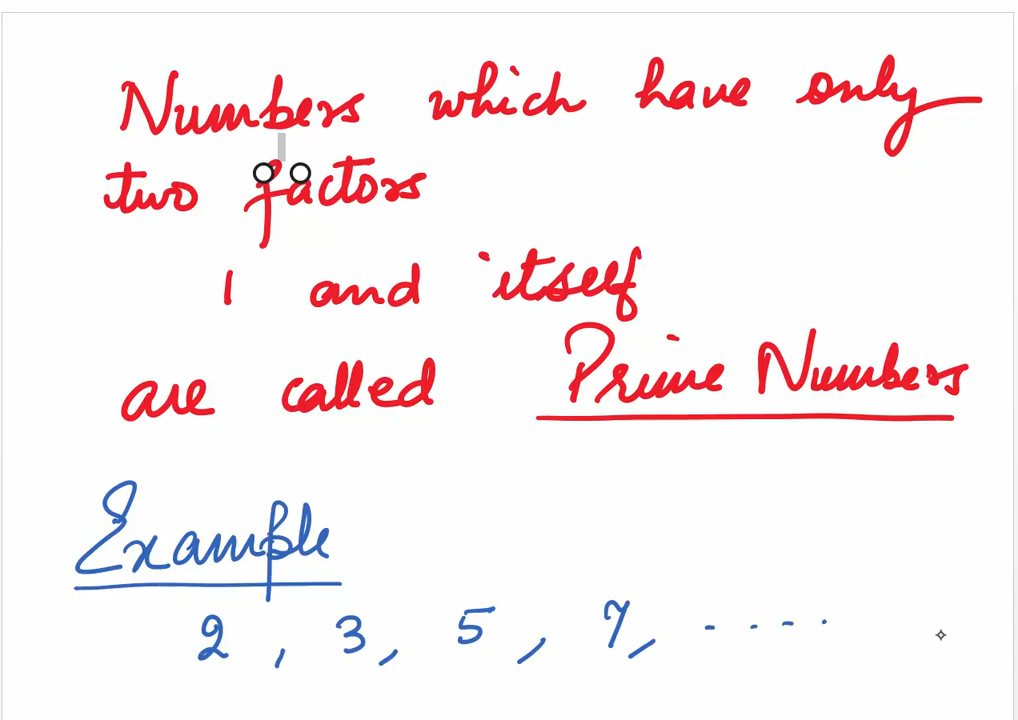 Numbers which have only
two factors
1 and itself
are called Prime Numbers
Example
2 , 3 , 5 , 7 , - - - -